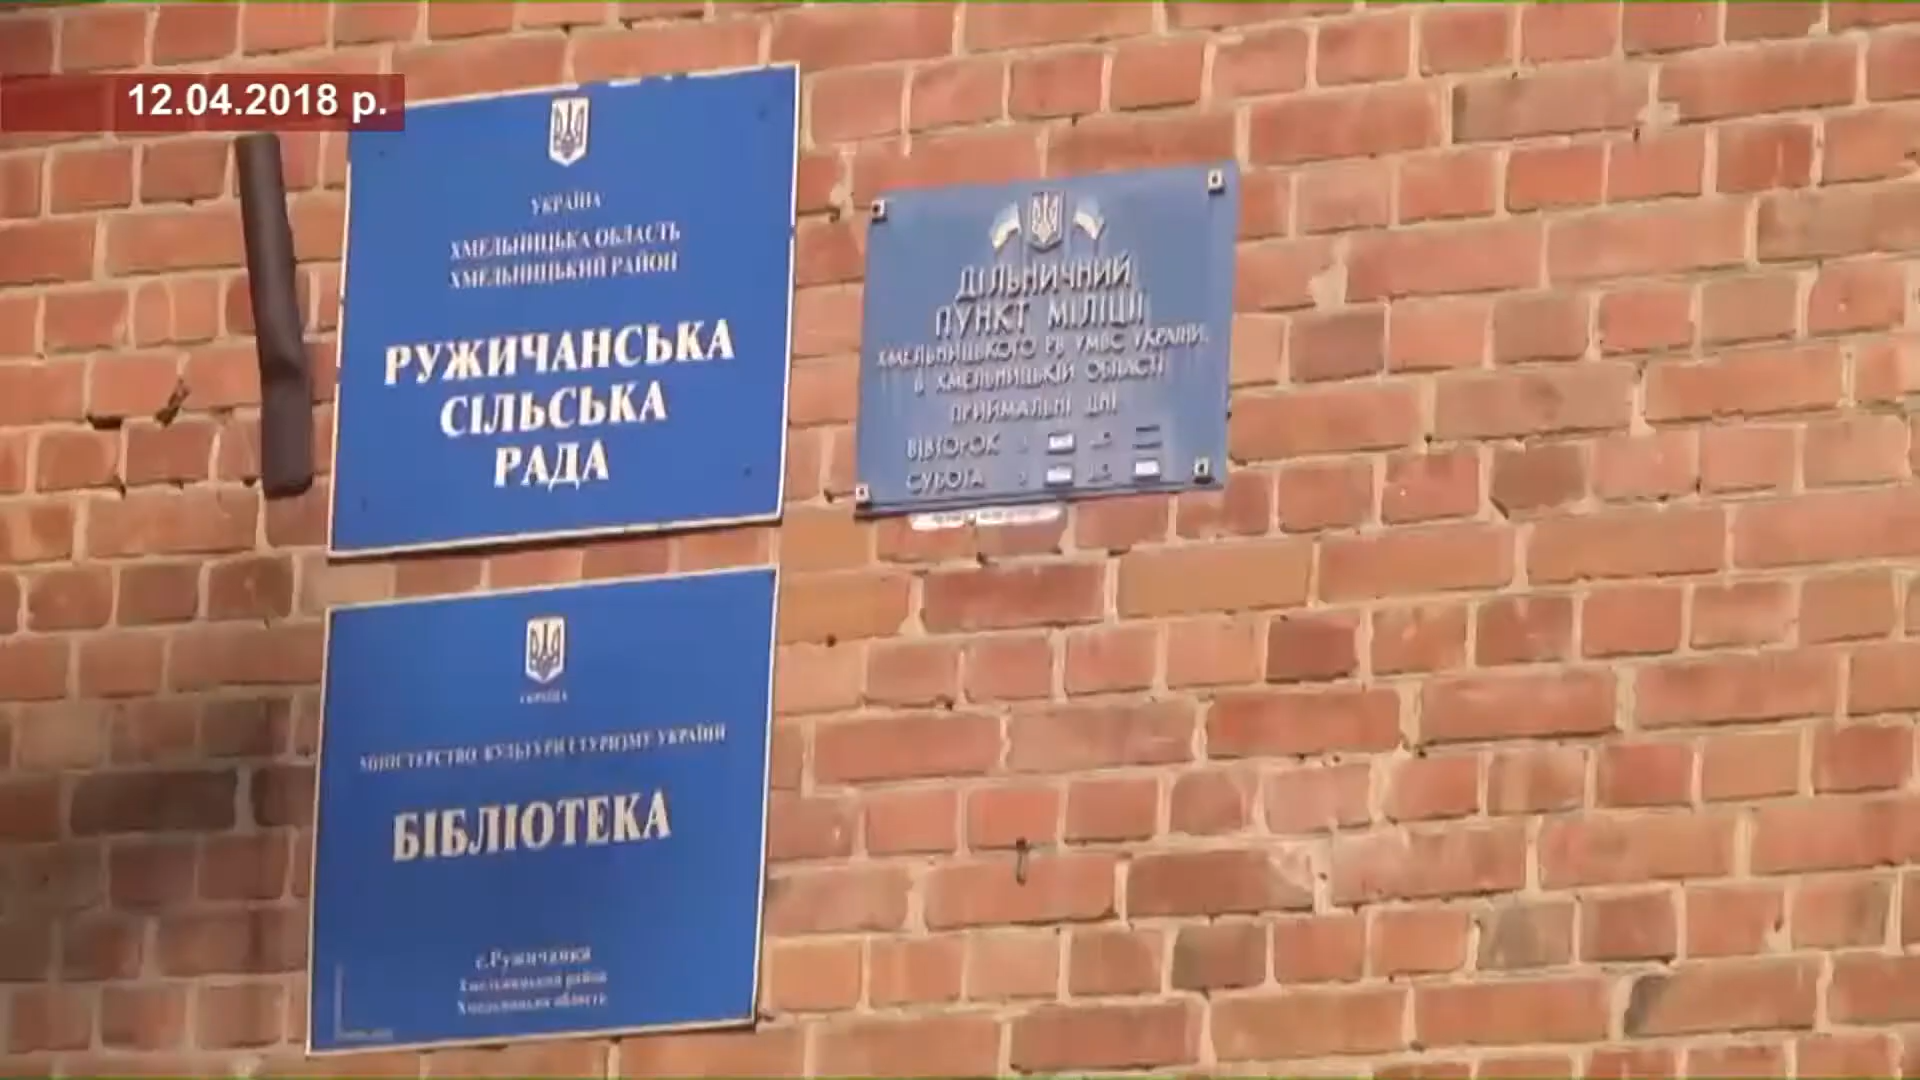 12.04.2018 р.
УКРАЇНА
ХМЕЛЬНИЦЬКА ОБЛАСТЬ
ХМЕЛЬНИЦЬКИЙ РАЙОН
РУЖИЧАНСЬКА
СІЛЬСЬКА
РАДА
ДІЛЬНИЧНИЙ
ПУНКТ МІЛІЦІЇ
ХМЕЛЬНИЦЬКОГО РВ УМВС УКРАЇНИ
В ХМЕЛЬНИЦЬКІЙ ОБЛАСТІ
ПРИЙМАЛЬНІ ДНІ
ВІВТОРОК
СУБОТА
УКРАЇНА
МІНІСТЕРСТВО КУЛЬТУРИ І ТУРИЗМУ УКРАЇНИ
БІБЛІОТЕКА
с.Ружичанка
Хмельницький район
Хмельницька область